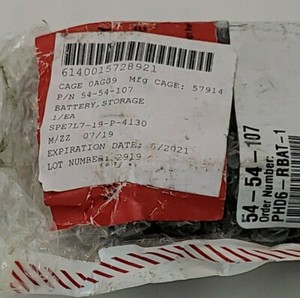 6140015728921
CAGE 0AG09 Mfg CAGE: 57914
P/N 54-54-107
BATTERY, STORAGE
1/EA
SPE7L7-19-P-4130
M/ZZ 07/19
EXPIRATION DATE: 6/2021
LOT NUMBER: 2919
54-54-107
Order Number:
PHD6-RBAT-1